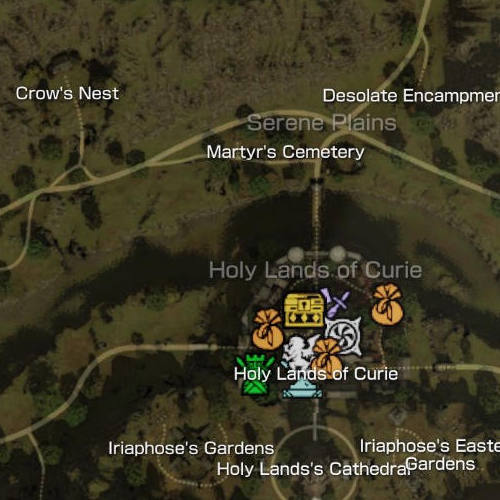 Crow's Nest
Desolate Encampmen
Serene Plains
Martyr's Cemetery
Holy Lands of Curie
Holy Lands of Curie
Iriaphose's Gardens
Iriaphose's Easte
Gardens
Holy Lands's Cathedral